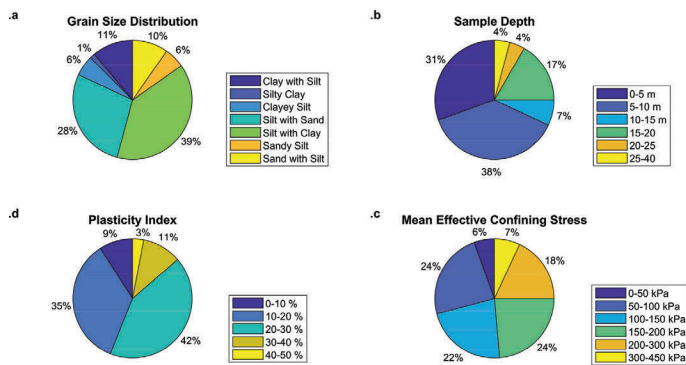 .a
Grain Size Distribution
11%
10%
1%
6%
6%
28%
39%
Clay with Silt
Silty Clay
Clayey Silt
Silt with Sand
Silt with Clay
Sandy Silt
Sand with Silt
.b
Sample Depth
4%
4%
31%
17%
7%
38%
0-5 m
5-10 m
10-15 m
15-20
20-25
25-40
.d
Plasticity Index
9%
3%
11%
35%
42%
0-10 %
10-20 %
20-30 %
30-40 %
40-50 %
.c
Mean Effective Confining Stress
6%
7%
24%
18%
22%
24%
0-50 kPa
50-100 kPa
100-150 kPa
150-200 kPa
200-300 kPa
300-450 kPa